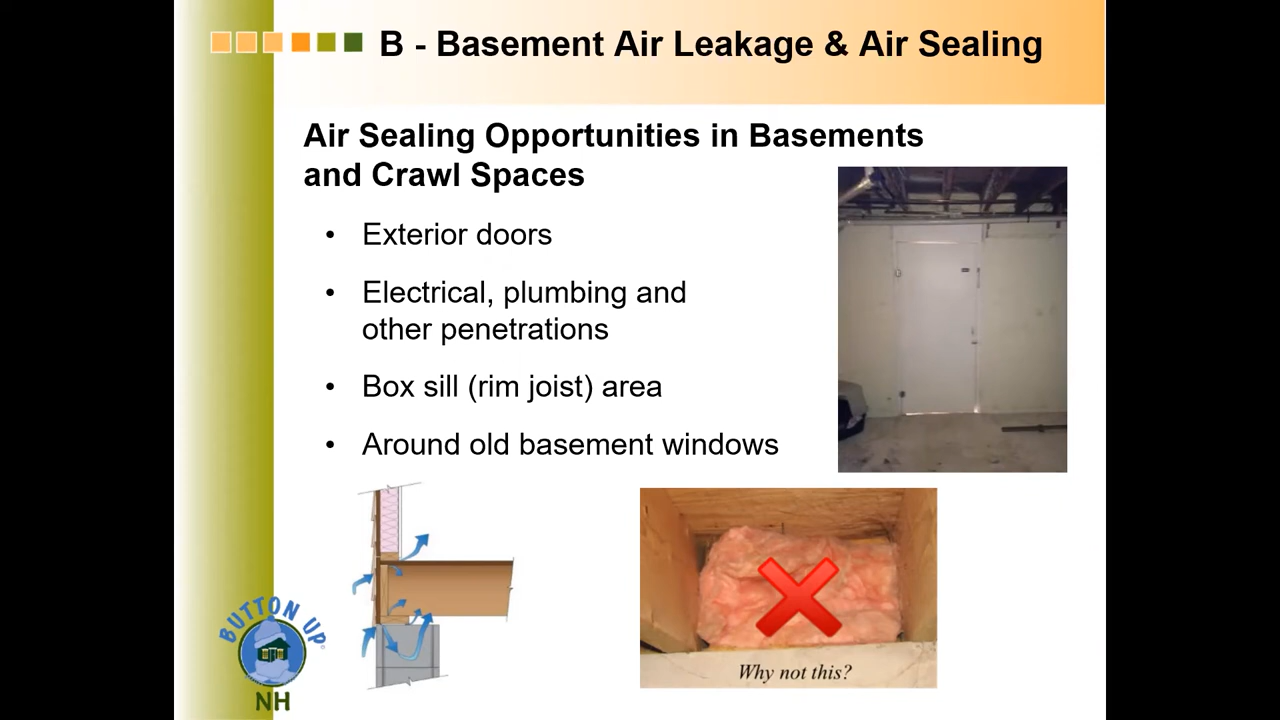 B - Basement Air Leakage & Air Sealing
Air Sealing Opportunities in Basements
and Crawl Spaces
• Exterior doors
• Electrical, plumbing and
other penetrations
• Box sill (rim joist) area
• Around old basement windows
Why not this?
BUTTON UP
NH